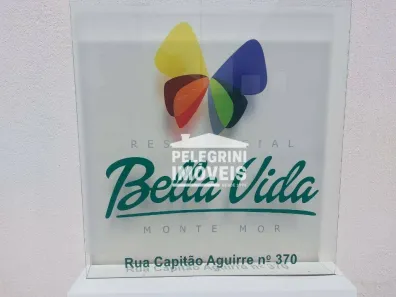 RESIDENCIAL
PELEGRINI
IMÓVEIS
Bella Vida
MONTE MOR
Rua Capitão Aguirre nº 370